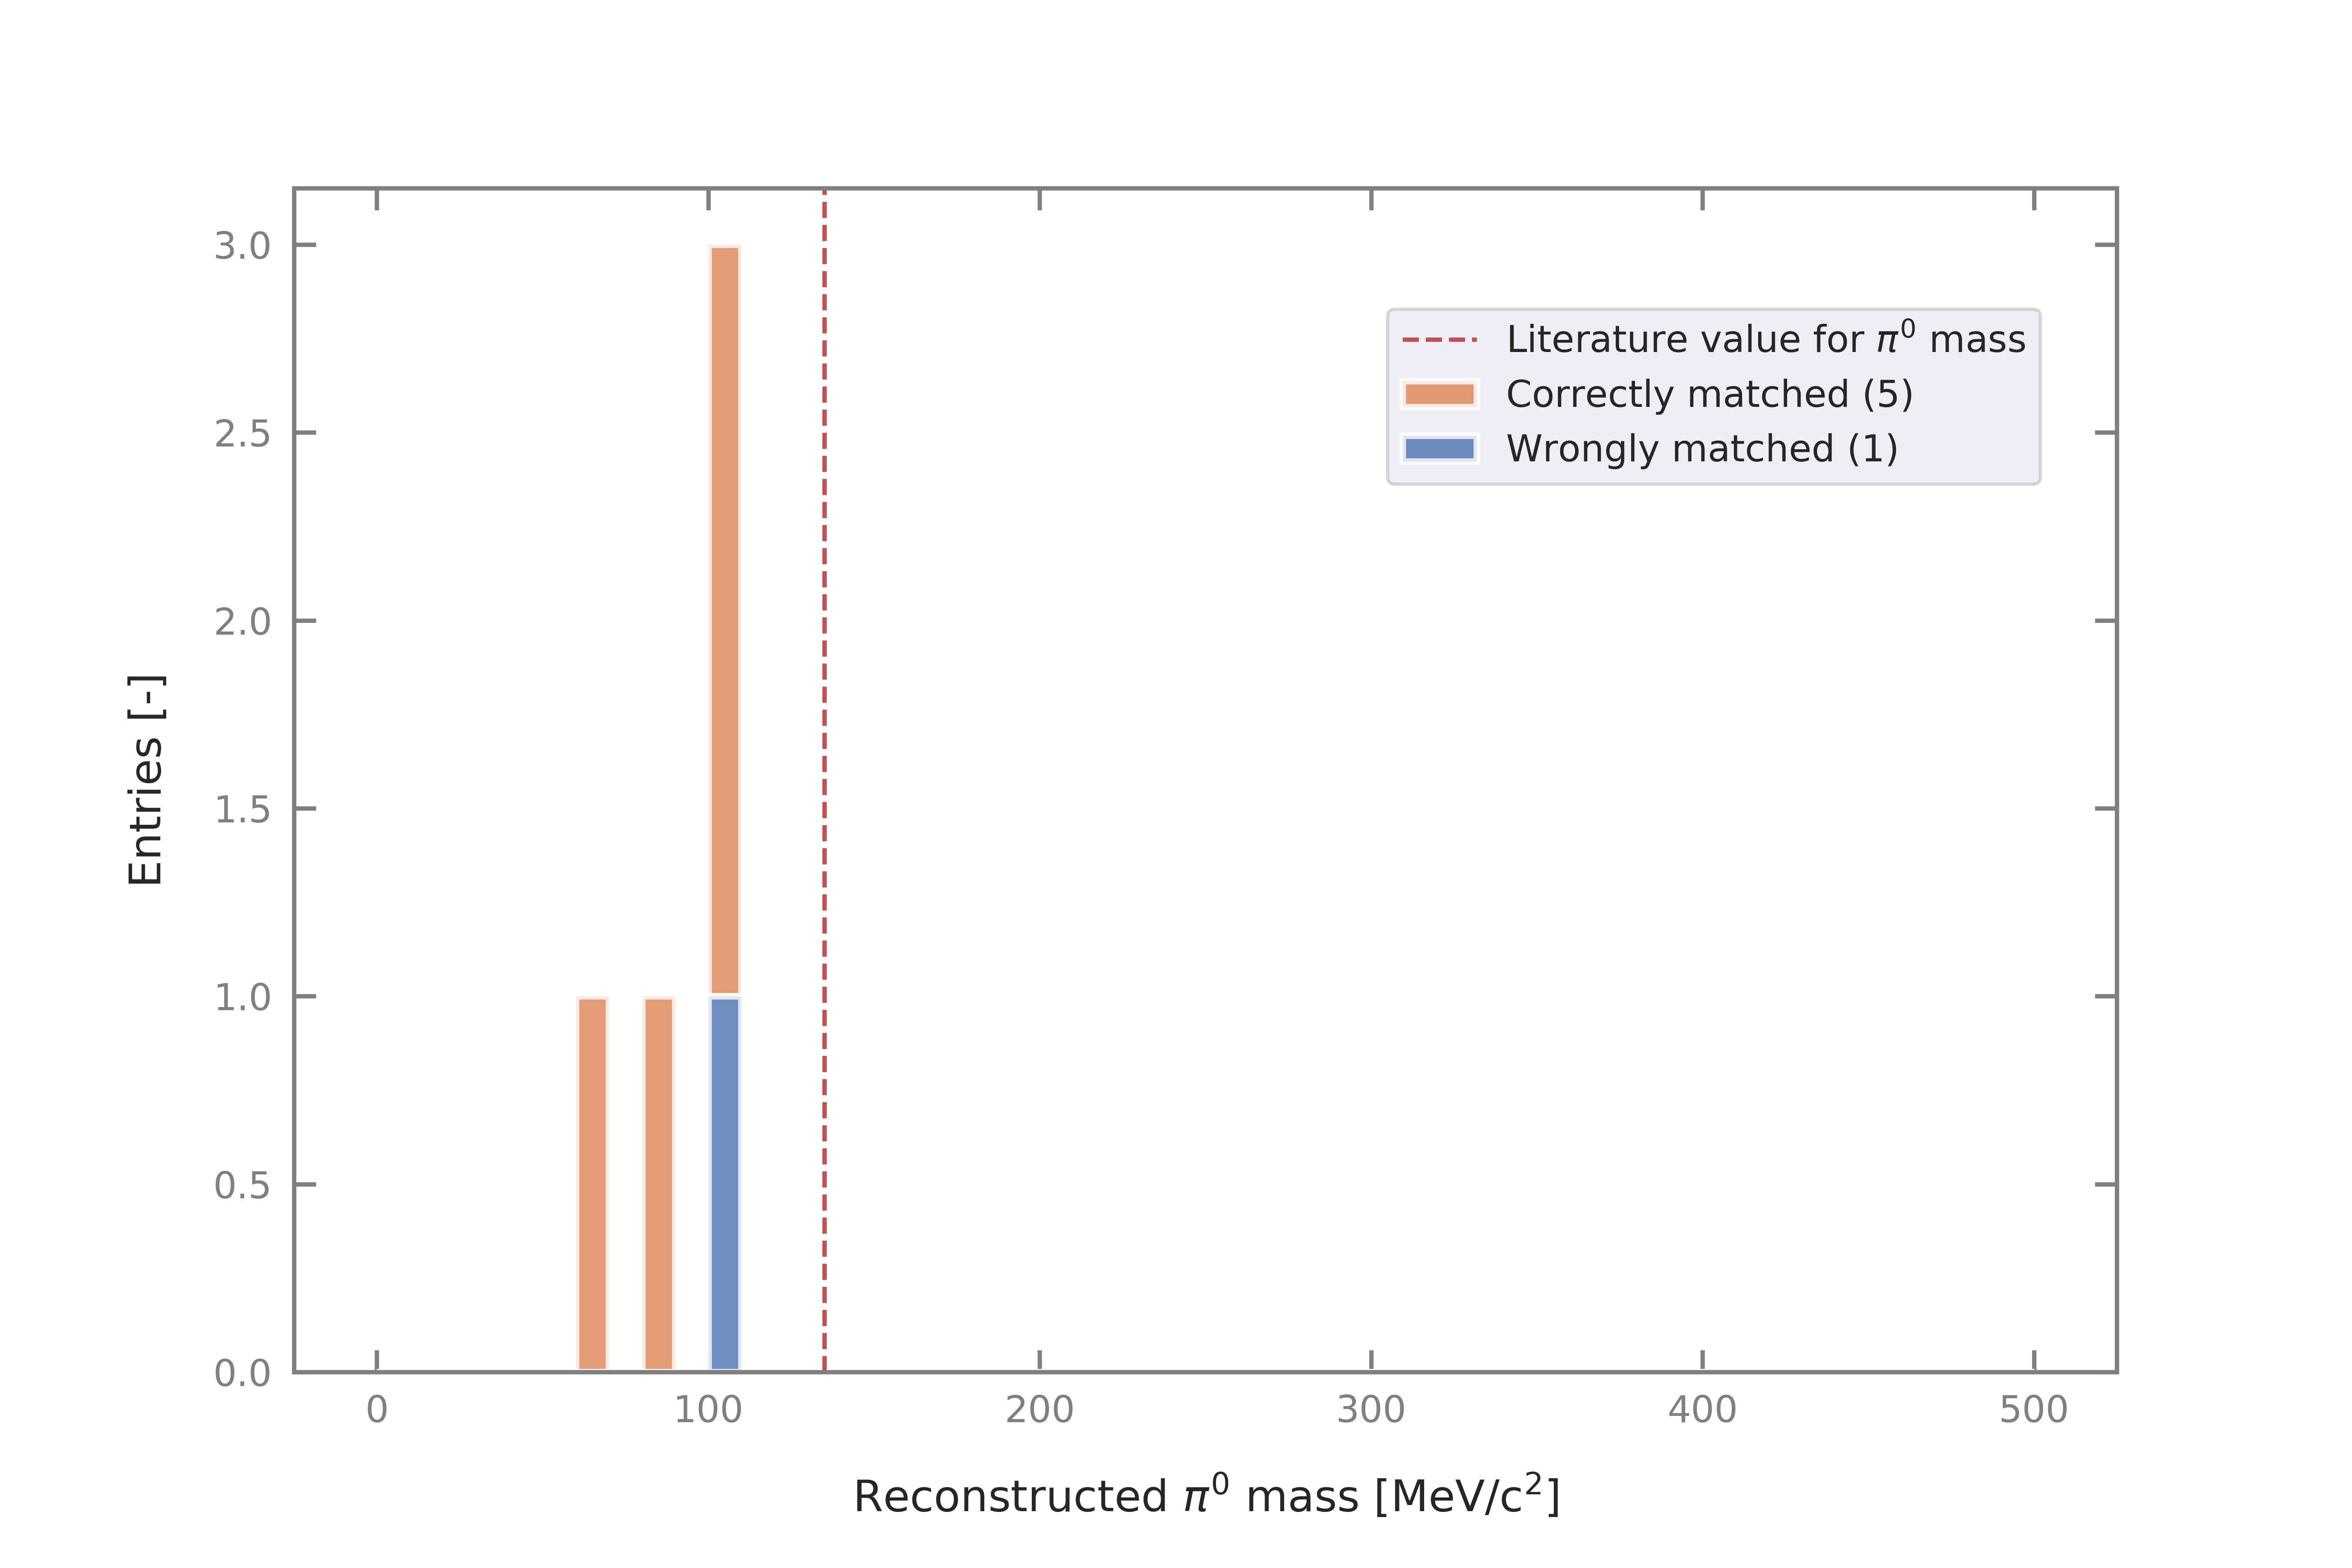 3.0
2.5
2.0
1.5
1.0
0.5
0.0
Entries [-]
Literature value for π⁰ mass
Correctly matched (5)
Wrongly matched (1)
0 100 200 300 400 500
Reconstructed π⁰ mass [MeV/c²]